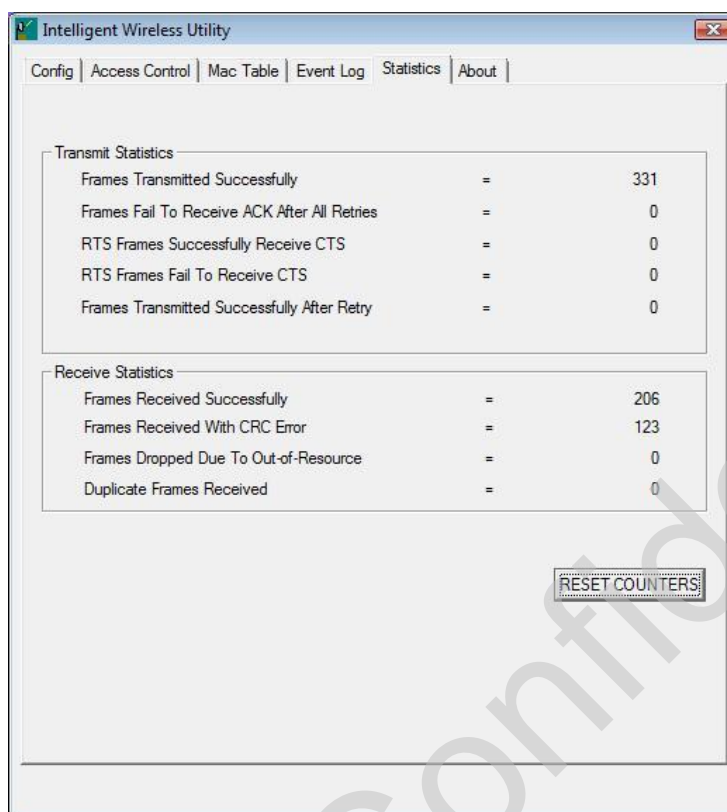 Intelligent Wireless Utility
Config Access Control Mac Table Event Log Statistics About
Transmit Statistics
Frames Transmitted Successfully = 331
Frames Fail To Receive ACK After All Retries = 0
RTS Frames Successfully Receive CTS = 0
RTS Frames Fail To Receive CTS = 0
Frames Transmitted Successfully After Retry = 0
Receive Statistics
Frames Received Successfully = 206
Frames Received With CRC Error = 123
Frames Dropped Due To Out-of-Resource = 0
Duplicate Frames Received = 0
RESET COUNTERS
Confide